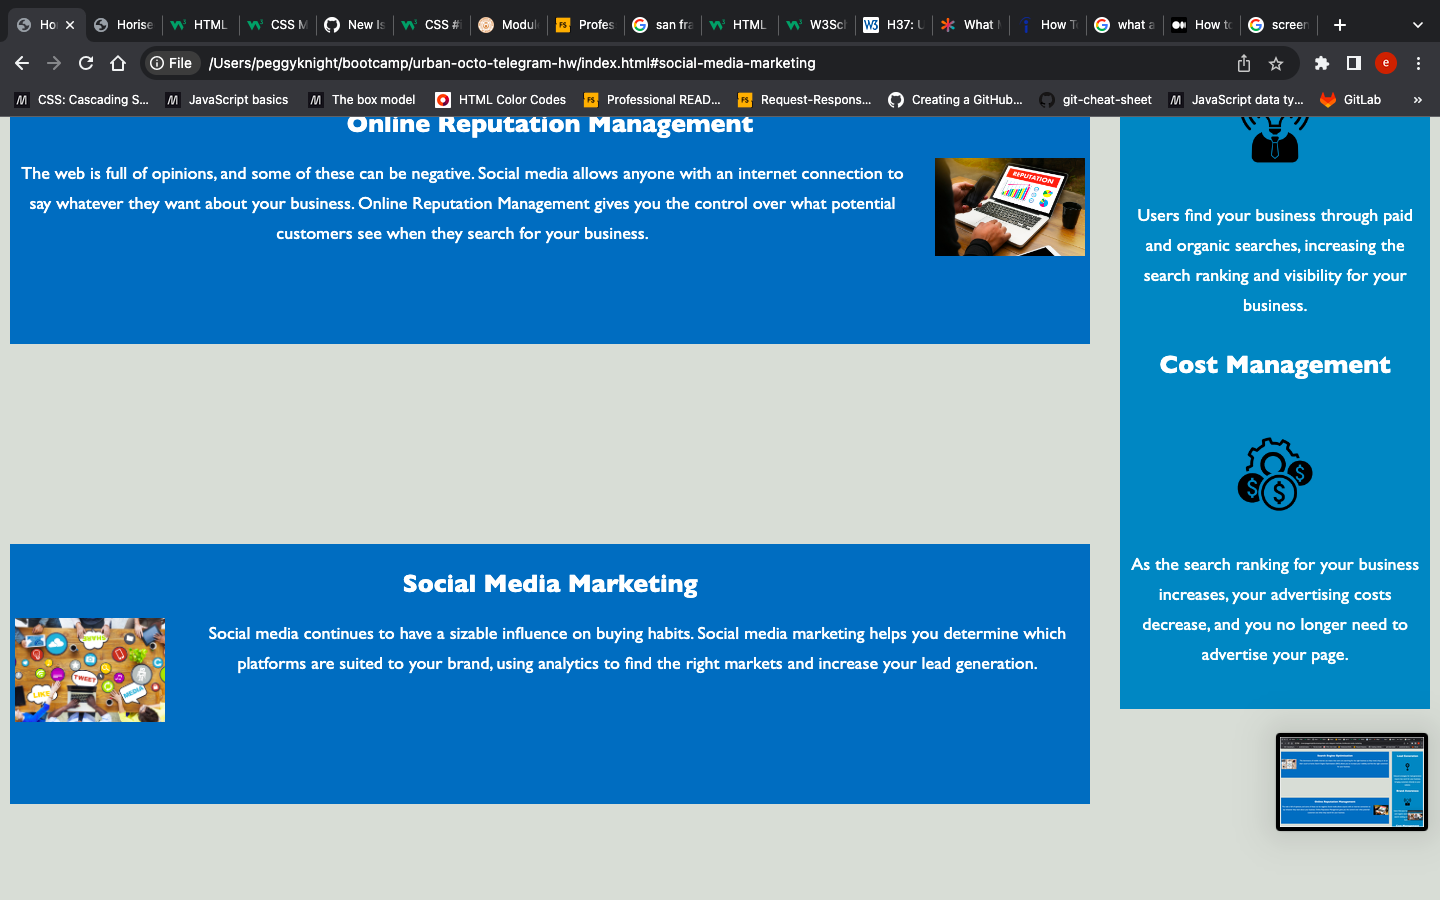 Ho
Horise
HTML
CSS M
New Is
CSS #
Modul
Profes
san fra
HTML
W3Sch
H37: U
What
How T
what a
How to
screen
File
/Users/peggyknight/bootcamp/urban-octo-telegram-hw/index.html#social-media-marketing
e
CSS: Cascading S...
JavaScript basics
The box model
HTML Color Codes
Professional READ...
Request-Respons...
Creating a GitHub...
git-cheat-sheet
JavaScript data ty...
GitLab
»
Online Reputation Management
The web is full of opinions, and some of these can be negative. Social media allows anyone with an internet connection to
say whatever they want about your business. Online Reputation Management gives you the control over what potential
customers see when they search for your business.
REPUTATION
Social Media Marketing
Social media continues to have a sizable influence on buying habits. Social media marketing helps you determine which
platforms are suited to your brand, using analytics to find the right markets and increase your lead generation.
SHARE
TWEET
LIKE
MEDIA
Users find your business through paid
and organic searches, increasing the
search ranking and visibility for your
business.
Cost Management
As the search ranking for your business
increases, your advertising costs
decrease, and you no longer need to
advertise your page.
Search Engine Optimization
Online Reputation Management